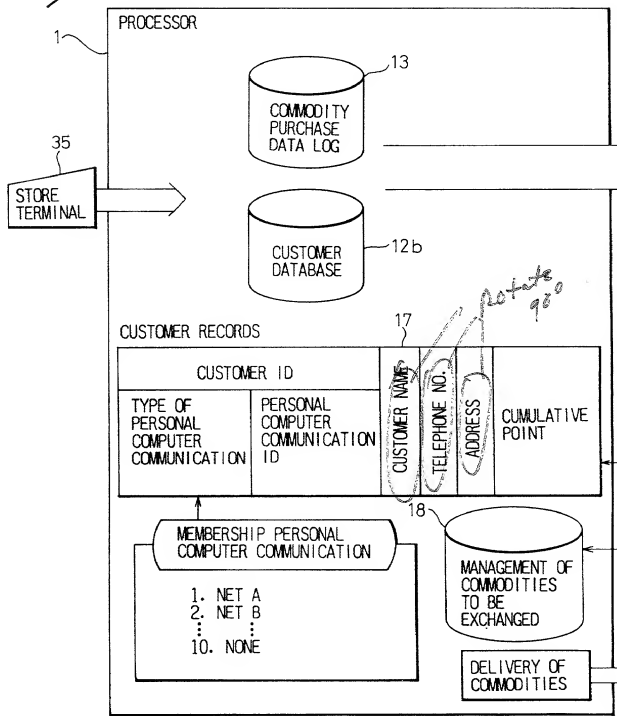 PROCESSOR
1
13
COMMODITY
PURCHASE
DATA LOG
35
STORE
TERMINAL
CUSTOMER
DATABASE
12b
rotate
90°
CUSTOMER RECORDS
17
CUSTOMER ID
TYPE OF
PERSONAL
COMPUTER
COMMUNICATION
PERSONAL
COMPUTER
COMMUNICATION
ID
CUSTOMER NAME
TELEPHONE NO.
ADDRESS
CUMULATIVE
POINT
18
MEMBERSHIP PERSONAL
COMPUTER COMMUNICATION
1. NET A
2. NET B
⋮ ⋮
10. NONE
MANAGEMENT OF
COMMODITIES
TO BE
EXCHANGED
DELIVERY OF
COMMODITIES